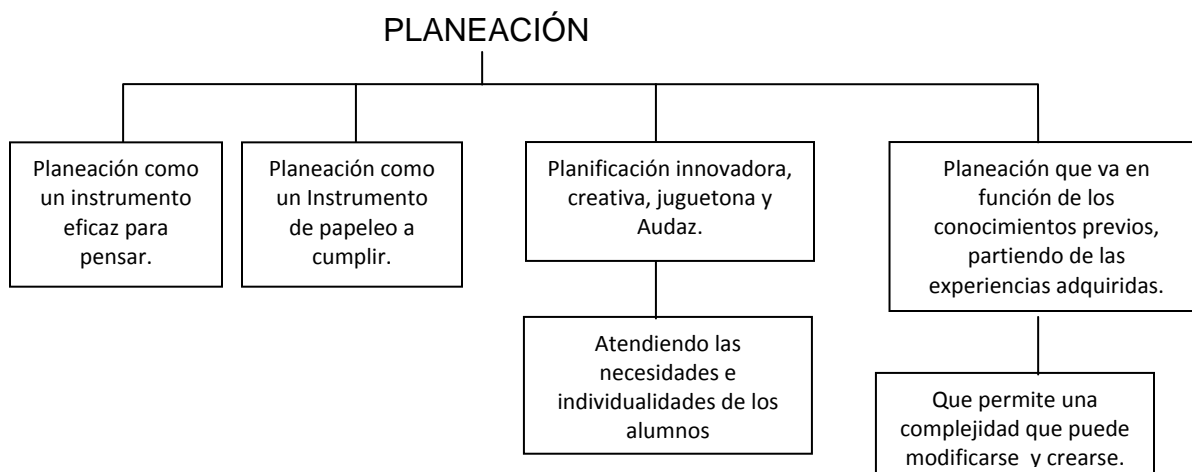 PLANEACIÓN
Planeación como
un instrumento
eficaz para
pensar.
Planeación como
un Instrumento
de papeleo a
cumplir.
Planificación innovadora,
creativa, juguetona y
Audaz.
Planeación que va en
función de los
conocimientos previos,
partiendo de las
experiencias adquiridas.
Atendiendo las
necesidades e
individualidades de los
alumnos
Que permite una
complejidad que puede
modificarse y crearse.